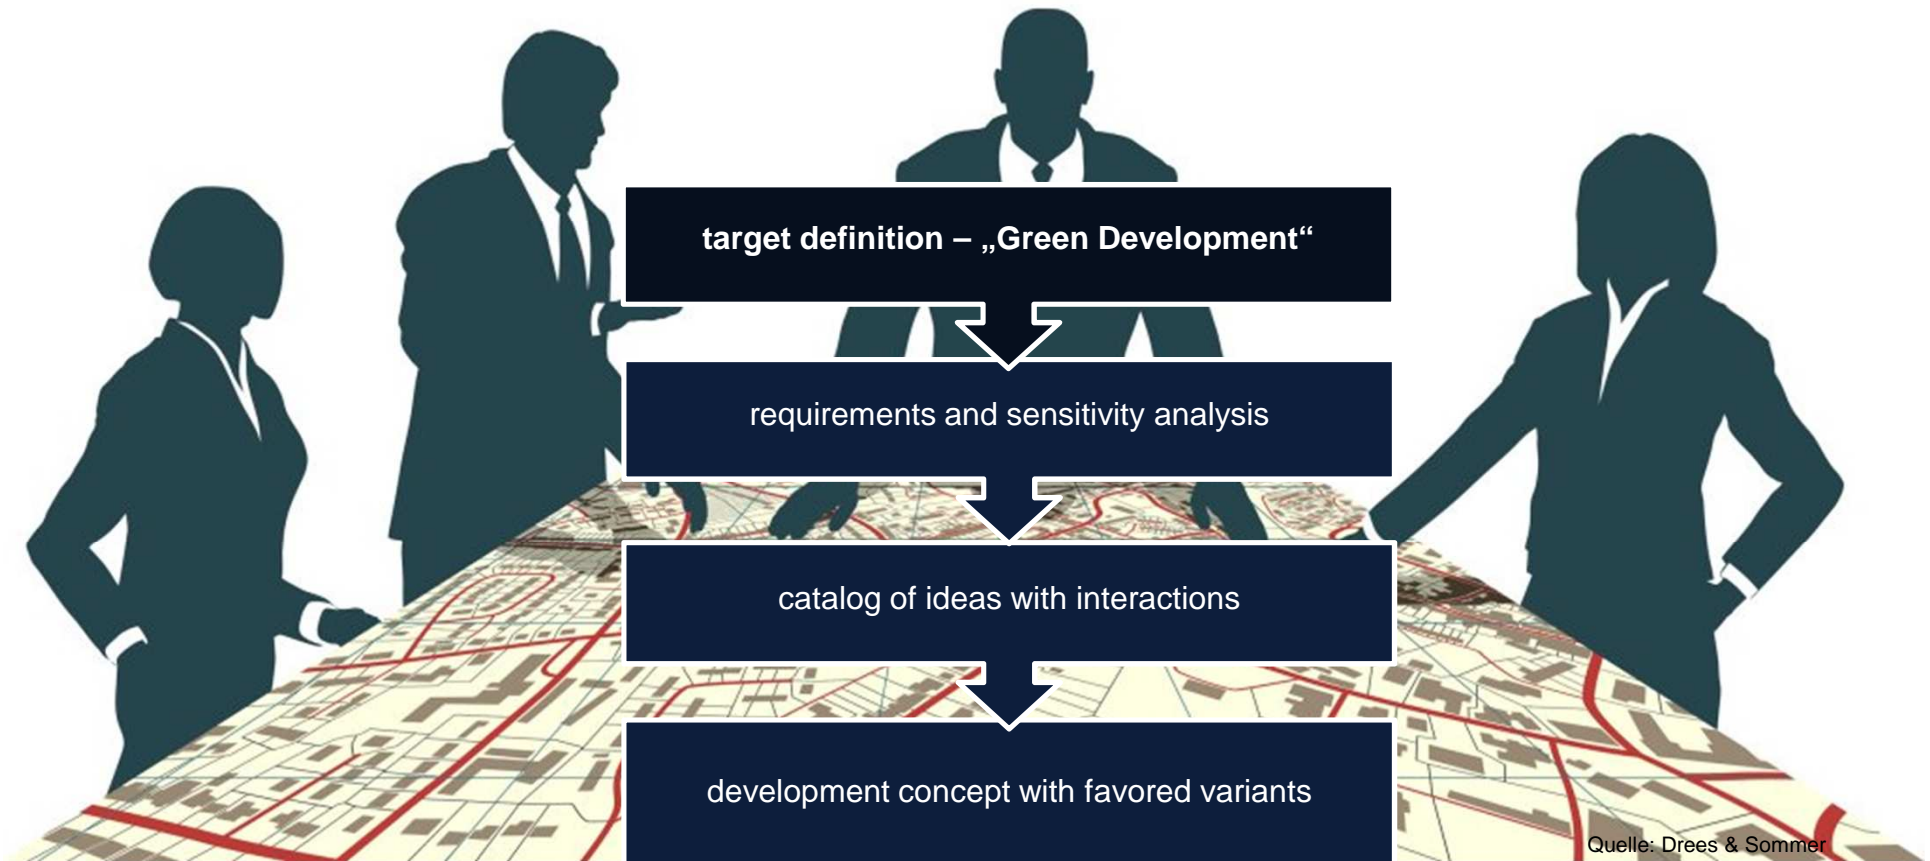 target definition – „Green Development“
requirements and sensitivity analysis
catalog of ideas with interactions
development concept with favored variants
Quelle: Drees & Sommer